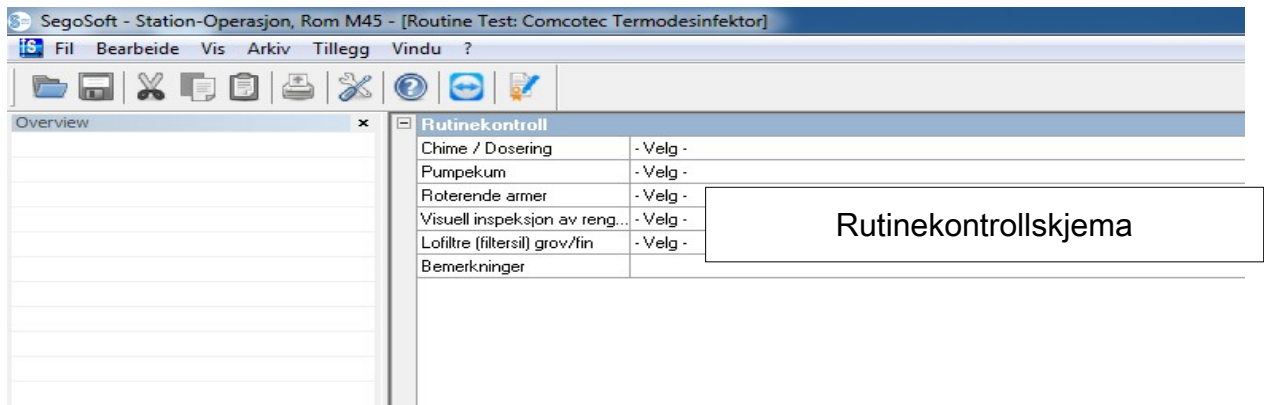 SegoSoft - Station-Operasjon, Rom M45 - [Routine Test: Comcotec Termodesinfektor]
Fil Bearbeide Vis Arkiv Tillegg Vindu ?
Overview
Rutinekontroll
Chime / Dosering - Velg -
Pumpekum - Velg -
Roterende armer - Velg -
Visuell inspeksjon av reng... - Velg -
Lofiltre (filtersil) grov/fin - Velg -
Bemerkninger
Rutinekontrollskjema